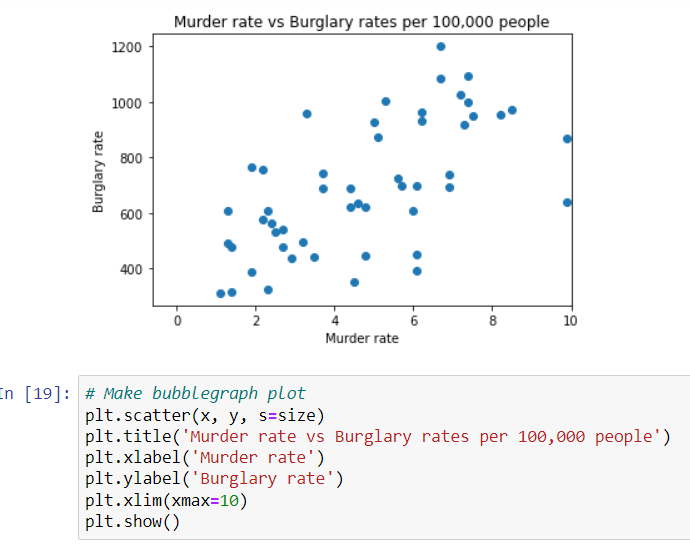 Murder rate vs Burglary rates per 100,000 people
1200
1000
800
600
400
Burglary rate
0 2 4 6 8 10
Murder rate
In [19]: # Make bubblegraph plot
plt.scatter(x, y, s=size)
plt.title('Murder rate vs Burglary rates per 100,000 people')
plt.xlabel('Murder rate')
plt.ylabel('Burglary rate')
plt.xlim(xmax=10)
plt.show()